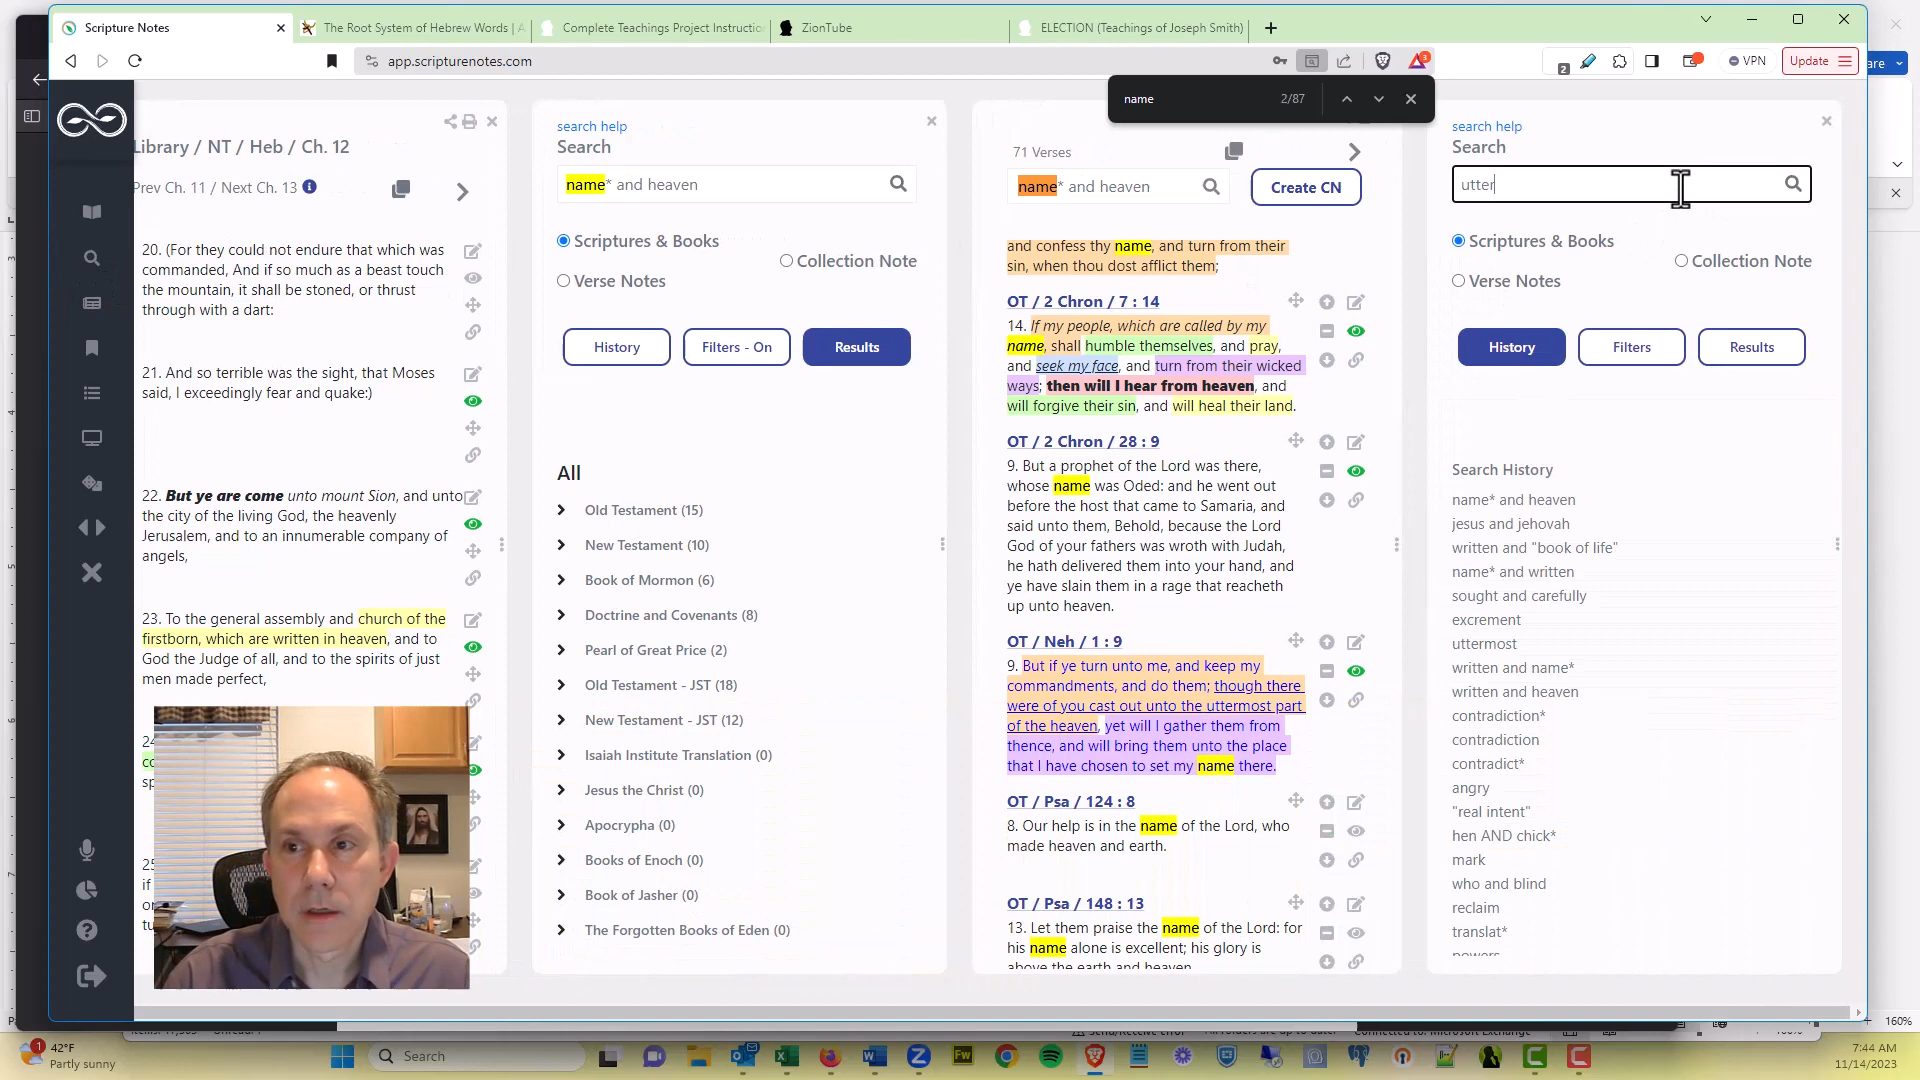 Scripture Notes
The Root System of Hebrew Words | A
Complete Teachings Project Instructio
ZionTube
ELECTION (Teachings of Joseph Smith)
app.scripturenotes.com
2
3
VPN
Update
are
name
2/87
Library / NT / Heb / Ch. 12
Prev Ch. 11 / Next Ch. 13
20. (For they could not endure that which was
commanded, And if so much as a beast touch
the mountain, it shall be stoned, or thrust
through with a dart:
21. And so terrible was the sight, that Moses
said, I exceedingly fear and quake:)
22. But ye are come unto mount Sion, and unto
the city of the living God, the heavenly
Jerusalem, and to an innumerable company of
angels,
23. To the general assembly and church of the
firstborn, which are written in heaven, and to
God the Judge of all, and to the spirits of just
men made perfect,
24
co
sp
25
if
or
tu
search help
Search
name* and heaven
Scriptures & Books
Collection Note
Verse Notes
History
Filters - On
Results
All
Old Testament (15)
New Testament (10)
Book of Mormon (6)
Doctrine and Covenants (8)
Pearl of Great Price (2)
Old Testament - JST (18)
New Testament - JST (12)
Isaiah Institute Translation (0)
Jesus the Christ (0)
Apocrypha (0)
Books of Enoch (0)
Book of Jasher (0)
The Forgotten Books of Eden (0)
71 Verses
name* and heaven
Create CN
and confess thy name, and turn from their
sin, when thou dost afflict them;
OT / 2 Chron / 7 : 14
14. If my people, which are called by my
name, shall humble themselves, and pray,
and seek my face, and turn from their wicked
ways; then will I hear from heaven, and
will forgive their sin, and will heal their land.
OT / 2 Chron / 28 : 9
9. But a prophet of the Lord was there,
whose name was Oded: and he went out
before the host that came to Samaria, and
said unto them, Behold, because the Lord
God of your fathers was wroth with Judah,
he hath delivered them into your hand, and
ye have slain them in a rage that reacheth
up unto heaven.
OT / Neh / 1 : 9
9. But if ye turn unto me, and keep my
commandments, and do them; though there
were of you cast out unto the uttermost part
of the heaven, yet will I gather them from
thence, and will bring them unto the place
that I have chosen to set my name there.
OT / Psa / 124 : 8
8. Our help is in the name of the Lord, who
made heaven and earth.
OT / Psa / 148 : 13
13. Let them praise the name of the Lord: for
his name alone is excellent; his glory is
above the earth and heaven
search help
Search
utter
Scriptures & Books
Collection Note
Verse Notes
History
Filters
Results
Search History
name* and heaven
jesus and jehovah
written and "book of life"
name* and written
sought and carefully
excrement
uttermost
written and name*
written and heaven
contradiction*
contradiction
contradict*
angry
"real intent"
hen AND chick*
mark
who and blind
reclaim
translat*
powers
160%
1
42°F
Partly sunny
Search
7:44 AM
11/14/2023